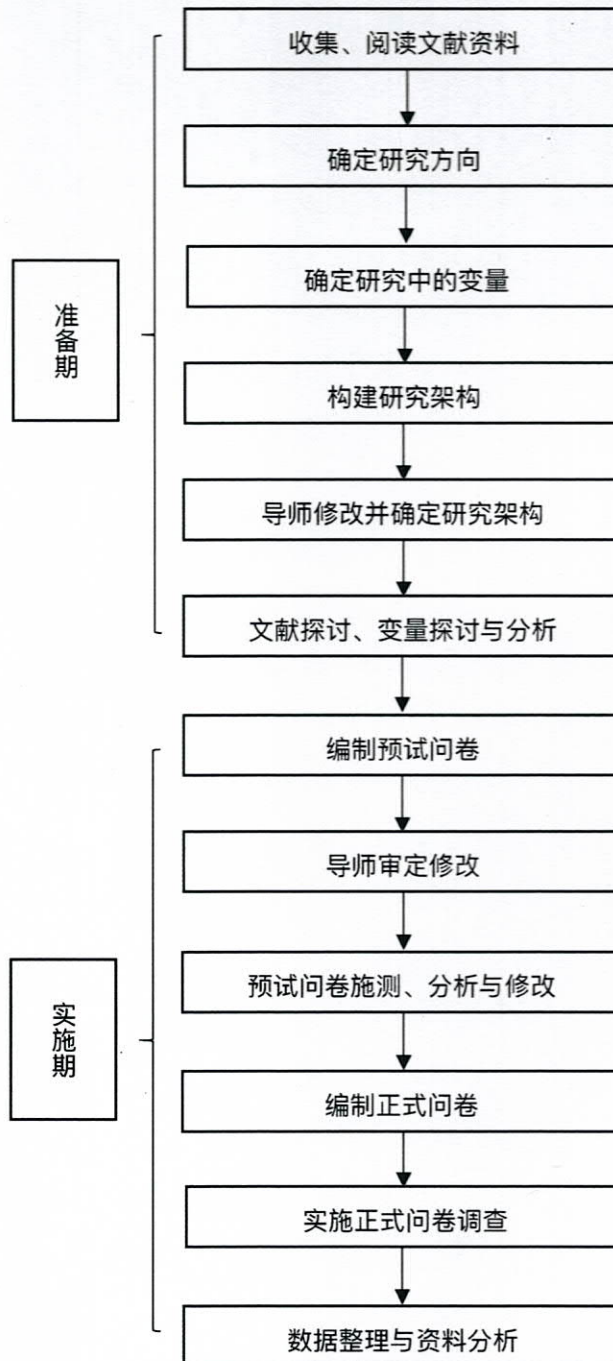 收集、阅读文献资料
确定研究方向
确定研究中的变量
准备期
构建研究架构
导师修改并确定研究架构
文献探讨、变量探讨与分析
编制预试问卷
导师审定修改
预试问卷施测、分析与修改
实施期
编制正式问卷
实施正式问卷调查
数据整理与资料分析